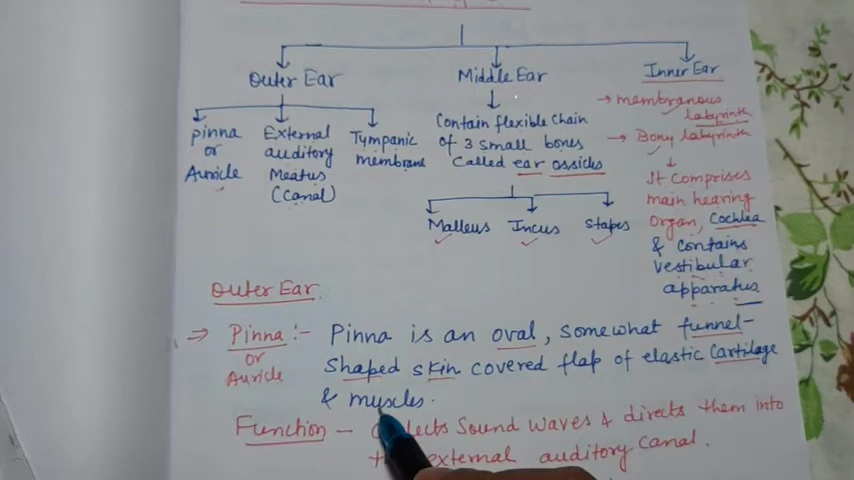 Outer Ear
Middle Ear
Inner Ear
pinna
or
Auricle
External
auditory
Meatus
(Canal)
Tympanic
membrane
Contain flexible Chain
of 3 small bones
Called ear ossicles
Malleus
Incus
Stapes
→ membranous
labyrinth
→ Bony labyrinth
It Comprises
main hearing
Organ, Cochlea
& Contains
vestibular
apparatus
Outer Ear
→ Pinna :- Pinna is an oval, Somewhat funnel-
or
Auricle
Shaped skin covered flap of elastic Cartilage
& muscles.
Function - Sound waves & directs them into
external auditory Canal.